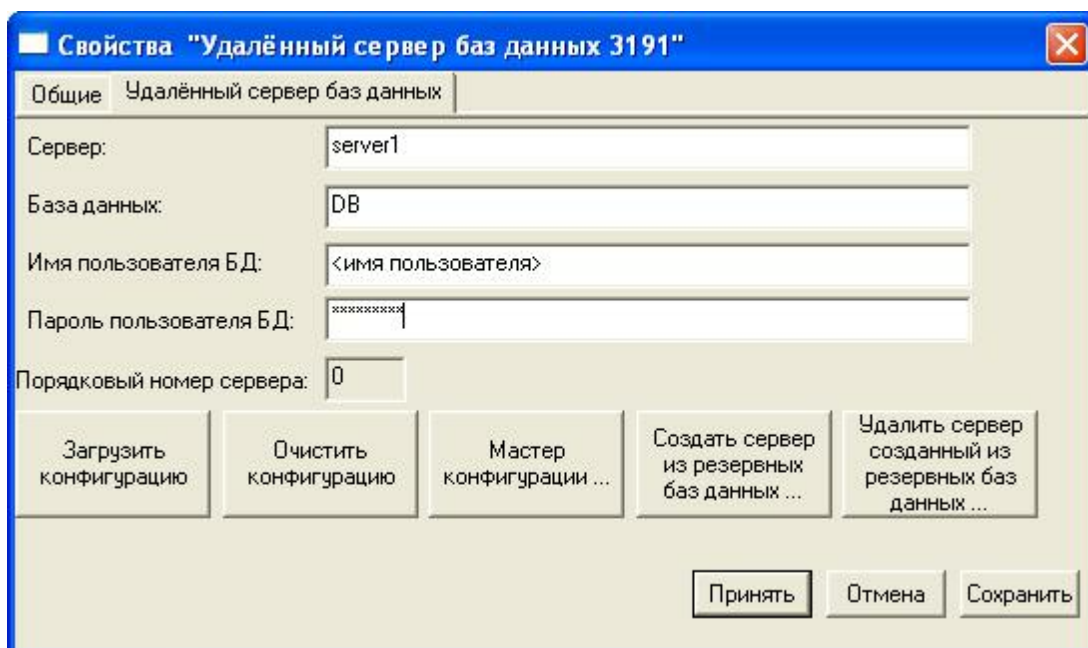 Свойства "Удалённый сервер баз данных 3191"
Общие Удалённый сервер баз данных
Сервер: server1
База данных: DB
Имя пользователя БД: <имя пользователя>
Пароль пользователя БД: *********
Порядковый номер сервера: 0
Загрузить
конфигурацию
Очистить
конфигурацию
Мастер
конфигурации ...
Создать сервер
из резервных
баз данных ...
Удалить сервер
созданный из
резервных баз
данных ...
Принять Отмена Сохранить